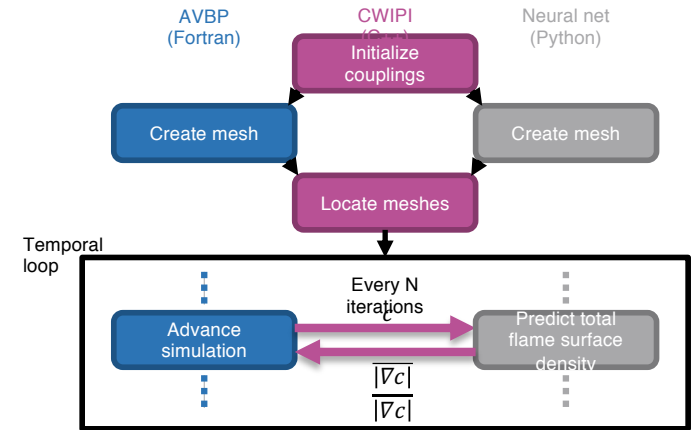 AVBP
(Fortran)
CWIPI
(C++)
Neural net
(Python)
Initialize
couplings
Create mesh
Create mesh
Locate meshes
Temporal
loop
Every N
iterations
c
Advance
simulation
Predict total
flame surface
density
|∇c|
|∇c|